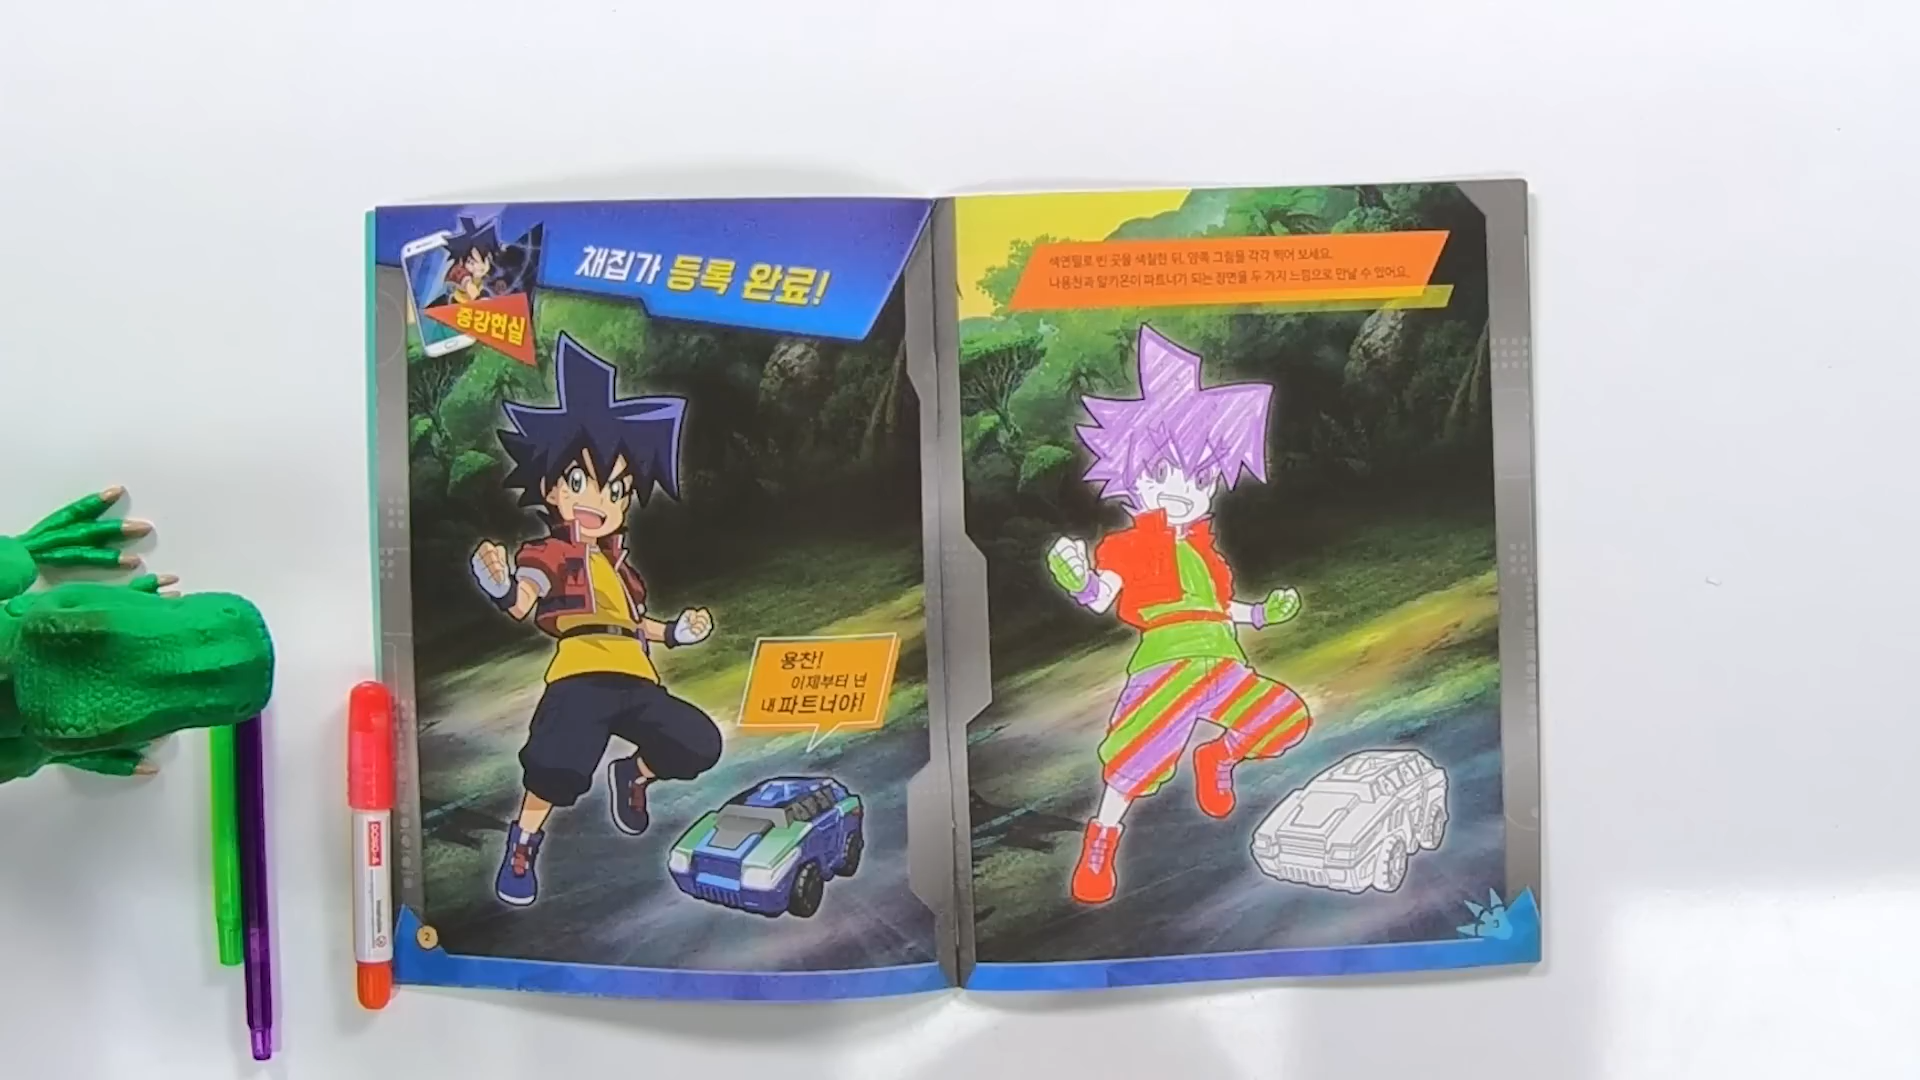 채집가 등록 완료!
증강현실
용찬!
이제부터 넌
내 파트너야!
2
색연필로 빈 곳을 색칠한 뒤, 양쪽 그림을 각각 찍어 보세요.
나용찬과 알키온이 파트너가 되는 장면을 두 가지 느낌으로 만날 수 있어요.
DONG-A